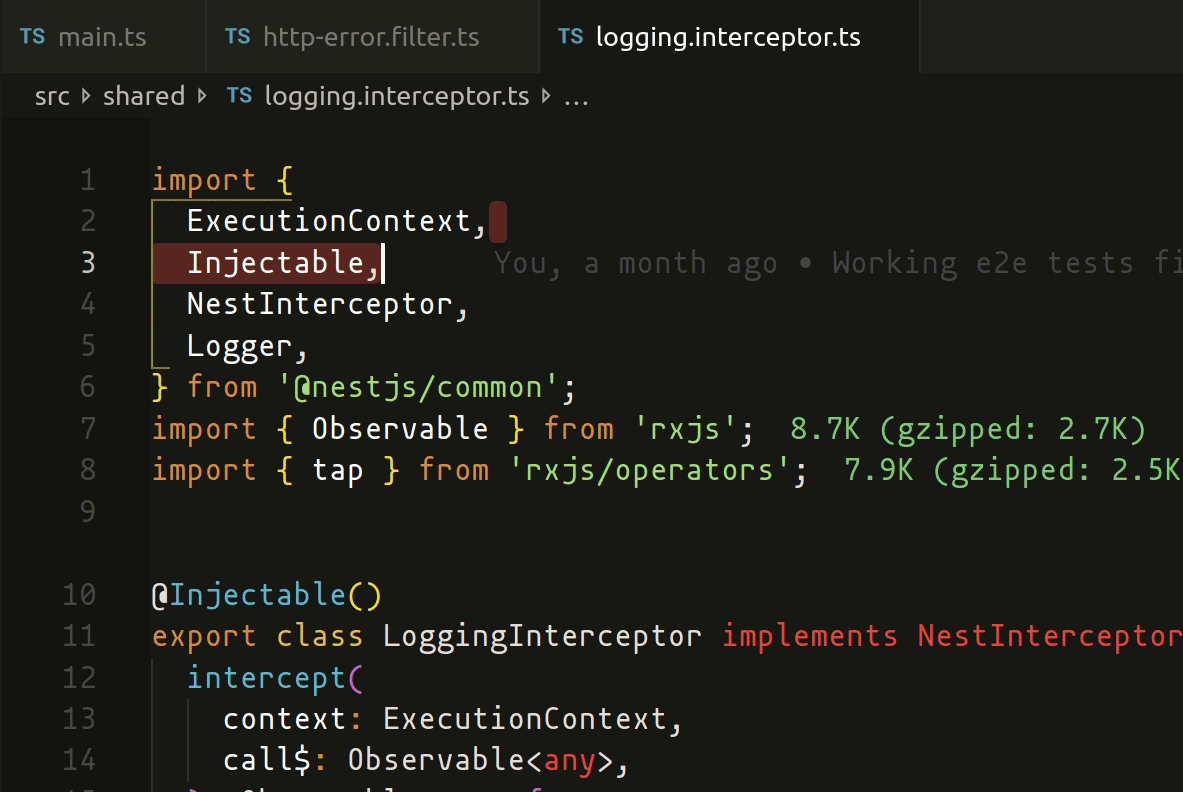 TS main.ts TS http-error.filter.ts TS logging.interceptor.ts
src shared TS logging.interceptor.ts ...
1 import {
2 ExecutionContext,
3 Injectable, You, a month ago • Working e2e tests fi
4 NestInterceptor,
5 Logger,
6 } from '@nestjs/common';
7 import { Observable } from 'rxjs'; 8.7K (gzipped: 2.7K)
8 import { tap } from 'rxjs/operators'; 7.9K (gzipped: 2.5K
9
10 @Injectable()
11 export class LoggingInterceptor implements NestInterceptor
12 intercept(
13 context: ExecutionContext,
14 call$: Observable<any>,